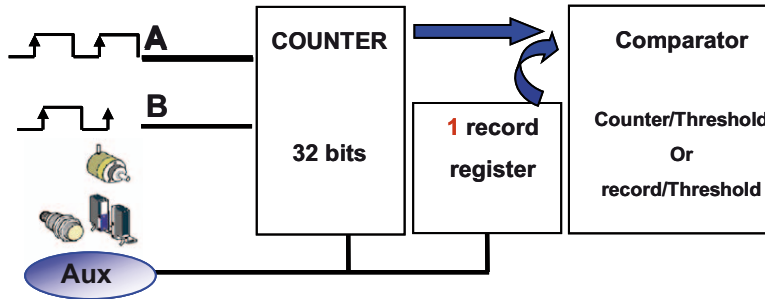 A
B
Aux
COUNTER
32 bits
1 record
register
Comparator
Counter/Threshold
Or
record/Threshold